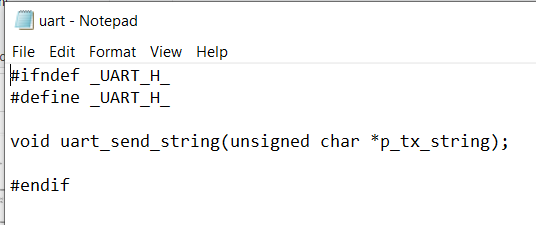 uart - Notepad
File Edit Format View Help
#ifndef _UART_H_
#define _UART_H_
void uart_send_string(unsigned char *p_tx_string);
#endif